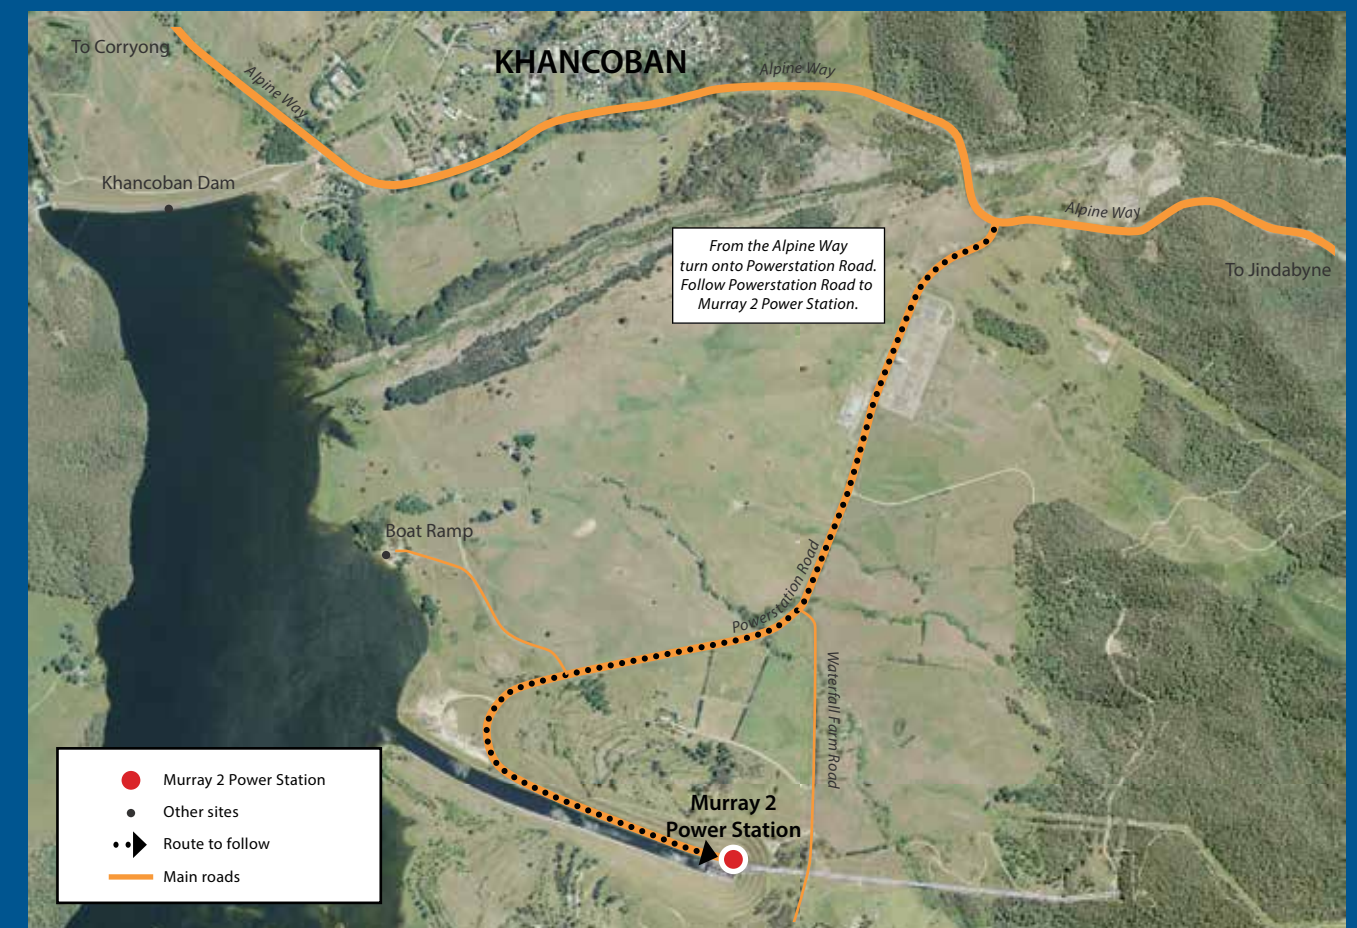 To Corryong
KHANCOBAN
Alpine Way
Alpine Way
Khancoban Dam
Alpine Way
From the Alpine Way
turn onto Powerstation Road.
Follow Powerstation Road to
Murray 2 Power Station.
To Jindabyne
Boat Ramp
Powerstation Road
Waterfall Farm Road
Murray 2
Power Station
Murray 2 Power Station
Other sites
Route to follow
Main roads